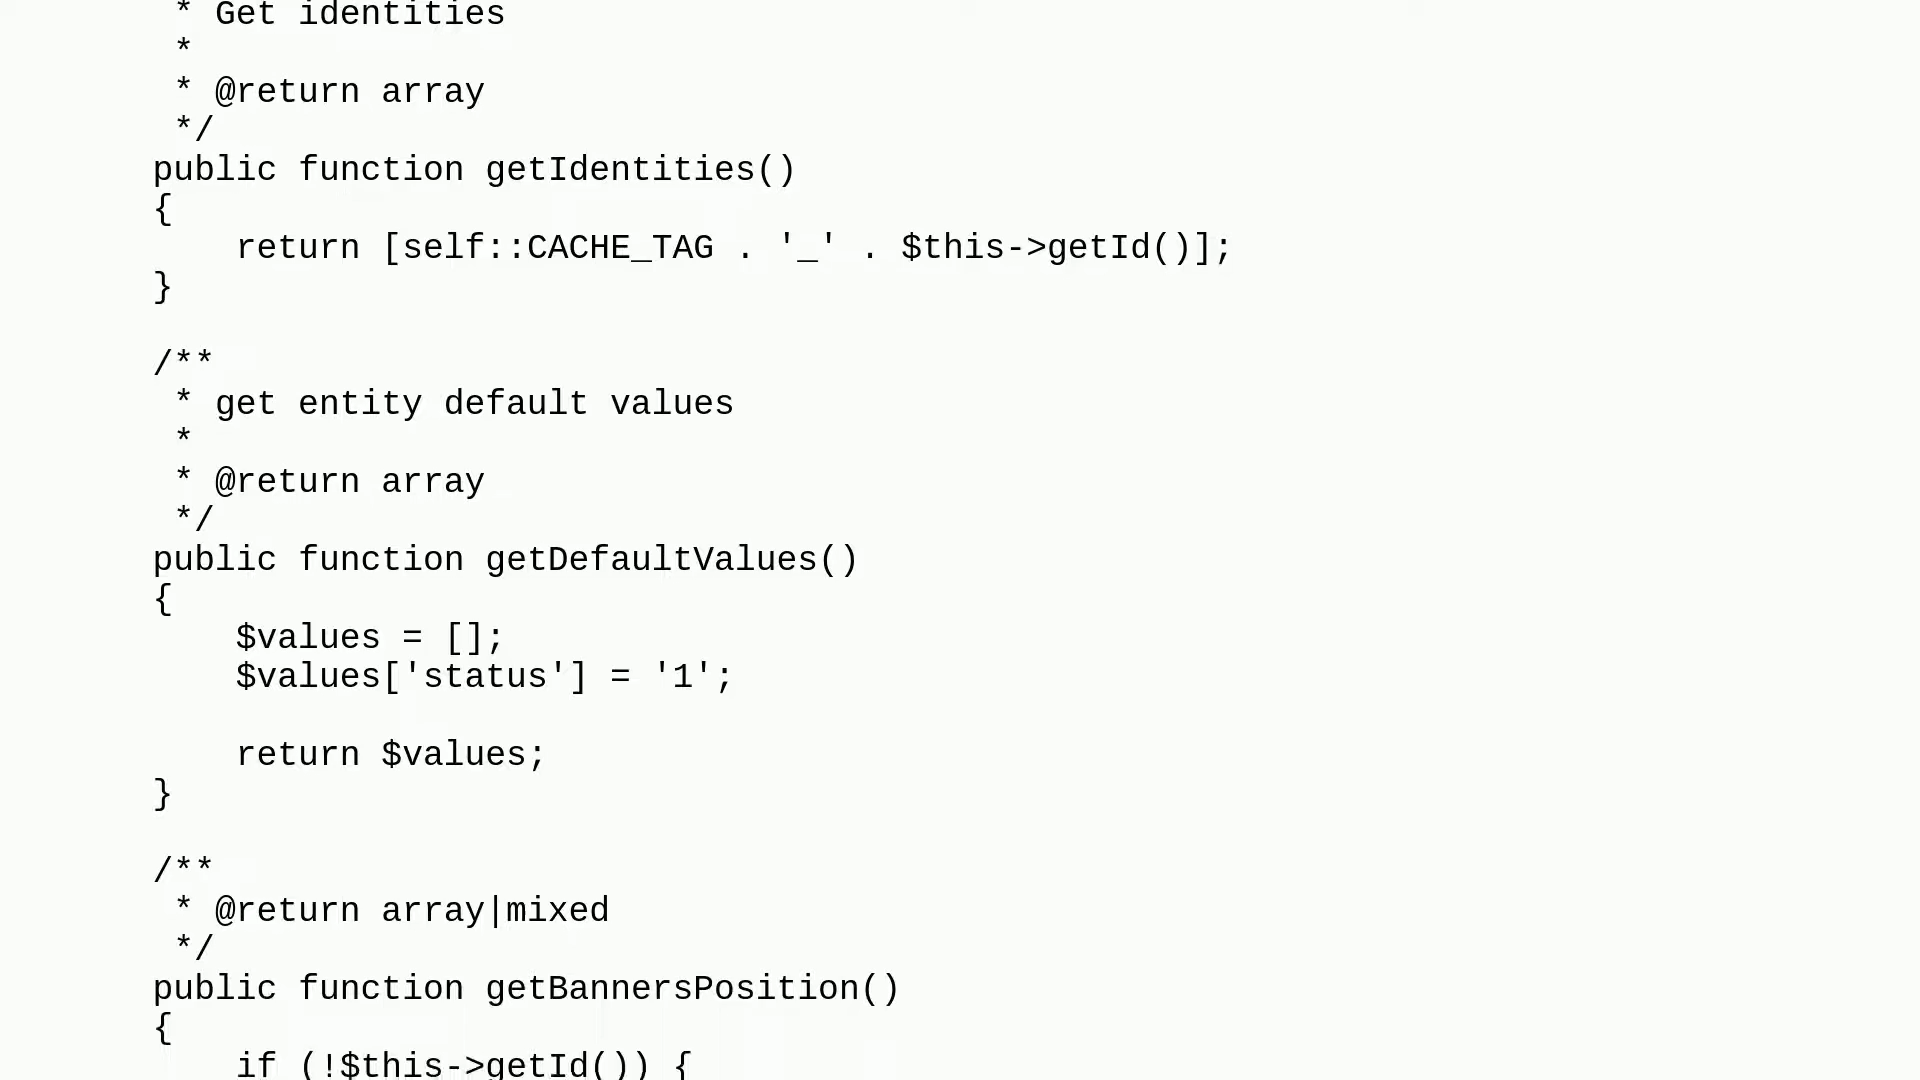 * Get identities
     *
     * @return array
     */
    public function getIdentities()
    {
        return [self::CACHE_TAG . '_' . $this->getId()];
    }

    /**
     * get entity default values
     *
     * @return array
     */
    public function getDefaultValues()
    {
        $values = [];
        $values['status'] = '1';

        return $values;
    }

    /**
     * @return array|mixed
     */
    public function getBannersPosition()
    {
        if (!$this->getId()) {